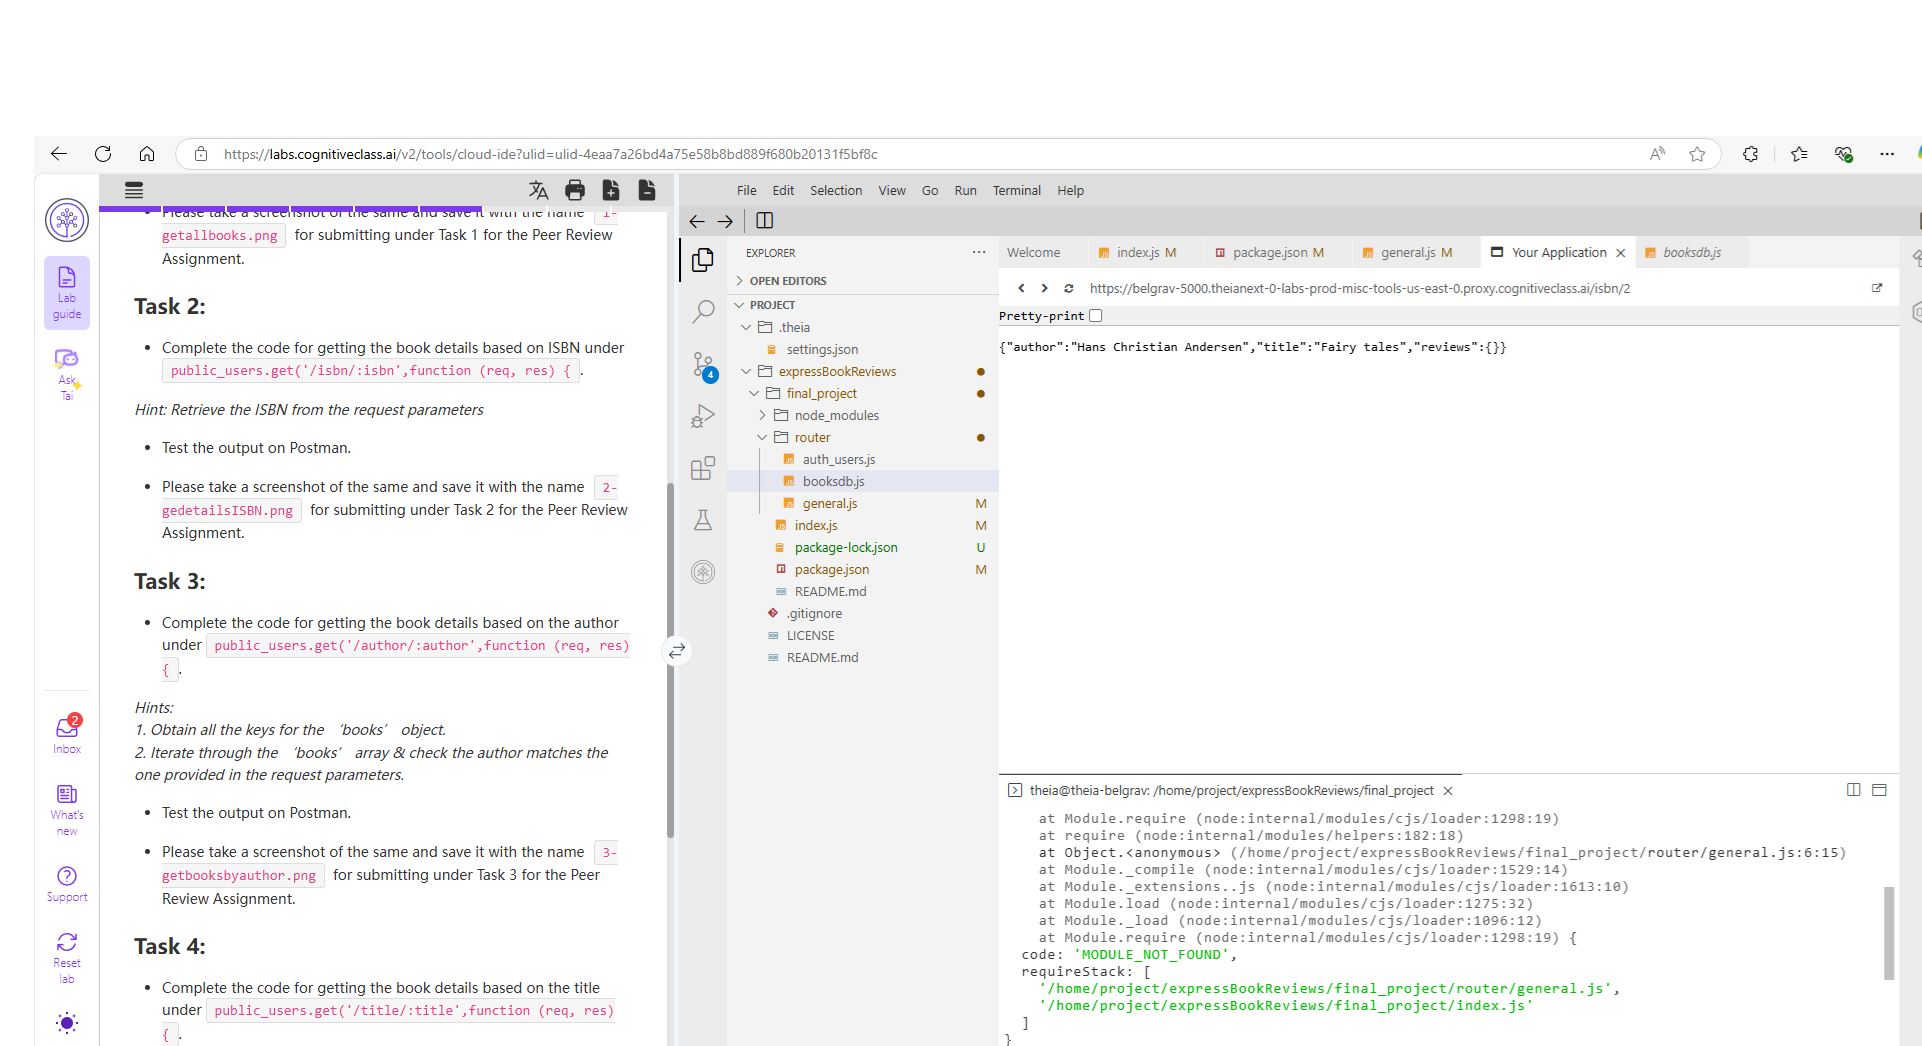 https://labs.cognitiveclass.ai/v2/tools/cloud-ide?ulid=ulid-4eaa7a26bd4a75e58b8bd889f680b20131f5bf8c
Lab
guide
Ask
Tai
2
Inbox
What's
new
Support
Reset
lab
Please take a screenshot of the same and save it with the name 1-
getallbooks.png for submitting under Task 1 for the Peer Review
Assignment.
Task 2:
• Complete the code for getting the book details based on ISBN under
public_users.get('/isbn/:isbn',function (req, res) { .
Hint: Retrieve the ISBN from the request parameters
• Test the output on Postman.
• Please take a screenshot of the same and save it with the name 2-
gedetailsISBN.png for submitting under Task 2 for the Peer Review
Assignment.
Task 3:
• Complete the code for getting the book details based on the author
under public_users.get('/author/:author',function (req, res)
{ .
Hints:
1. Obtain all the keys for the ‘books’ object.
2. Iterate through the ‘books’ array & check the author matches the
one provided in the request parameters.
• Test the output on Postman.
• Please take a screenshot of the same and save it with the name 3-
getbooksbyauthor.png for submitting under Task 3 for the Peer
Review Assignment.
Task 4:
• Complete the code for getting the book details based on the title
under public_users.get('/title/:title',function (req, res)
{ .
File Edit Selection View Go Run Terminal Help
EXPLORER
OPEN EDITORS
PROJECT
.theia
settings.json
4
expressBookReviews
final_project
node_modules
router
auth_users.js
booksdb.js
general.js M
index.js M
package-lock.json U
package.json M
README.md
.gitignore
LICENSE
README.md
Welcome index.js M package.json M general.js M Your Application booksdb.js
https://belgrav-5000.theianext-0-labs-prod-misc-tools-us-east-0.proxy.cognitiveclass.ai/isbn/2
Pretty-print
{"author":"Hans Christian Andersen","title":"Fairy tales","reviews":{}}
theia@theia-belgrav: /home/project/expressBookReviews/final_project
at Module.require (node:internal/modules/cjs/loader:1298:19)
at require (node:internal/modules/helpers:182:18)
at Object.<anonymous> (/home/project/expressBookReviews/final_project/router/general.js:6:15)
at Module._compile (node:internal/modules/cjs/loader:1529:14)
at Module._extensions..js (node:internal/modules/cjs/loader:1613:10)
at Module.load (node:internal/modules/cjs/loader:1275:32)
at Module._load (node:internal/modules/cjs/loader:1096:12)
at Module.require (node:internal/modules/cjs/loader:1298:19) {
code: 'MODULE_NOT_FOUND',
requireStack: [
'/home/project/expressBookReviews/final_project/router/general.js',
'/home/project/expressBookReviews/final_project/index.js'
]
}